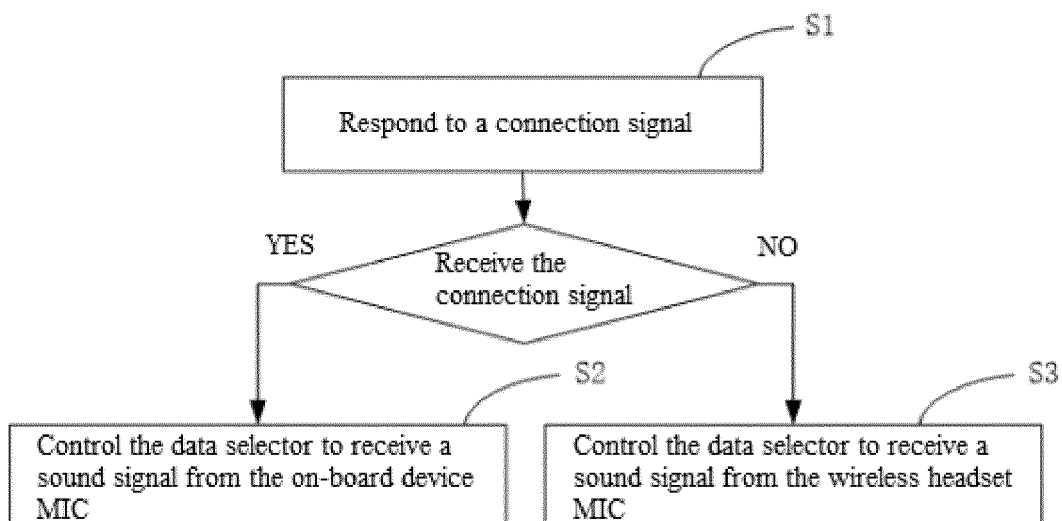 S1
Respond to a connection signal
YES
NO
Receive the
connection signal
S2
S3
Control the data selector to receive a
sound signal from the on-board device
MIC
Control the data selector to receive a
sound signal from the wireless headset
MIC